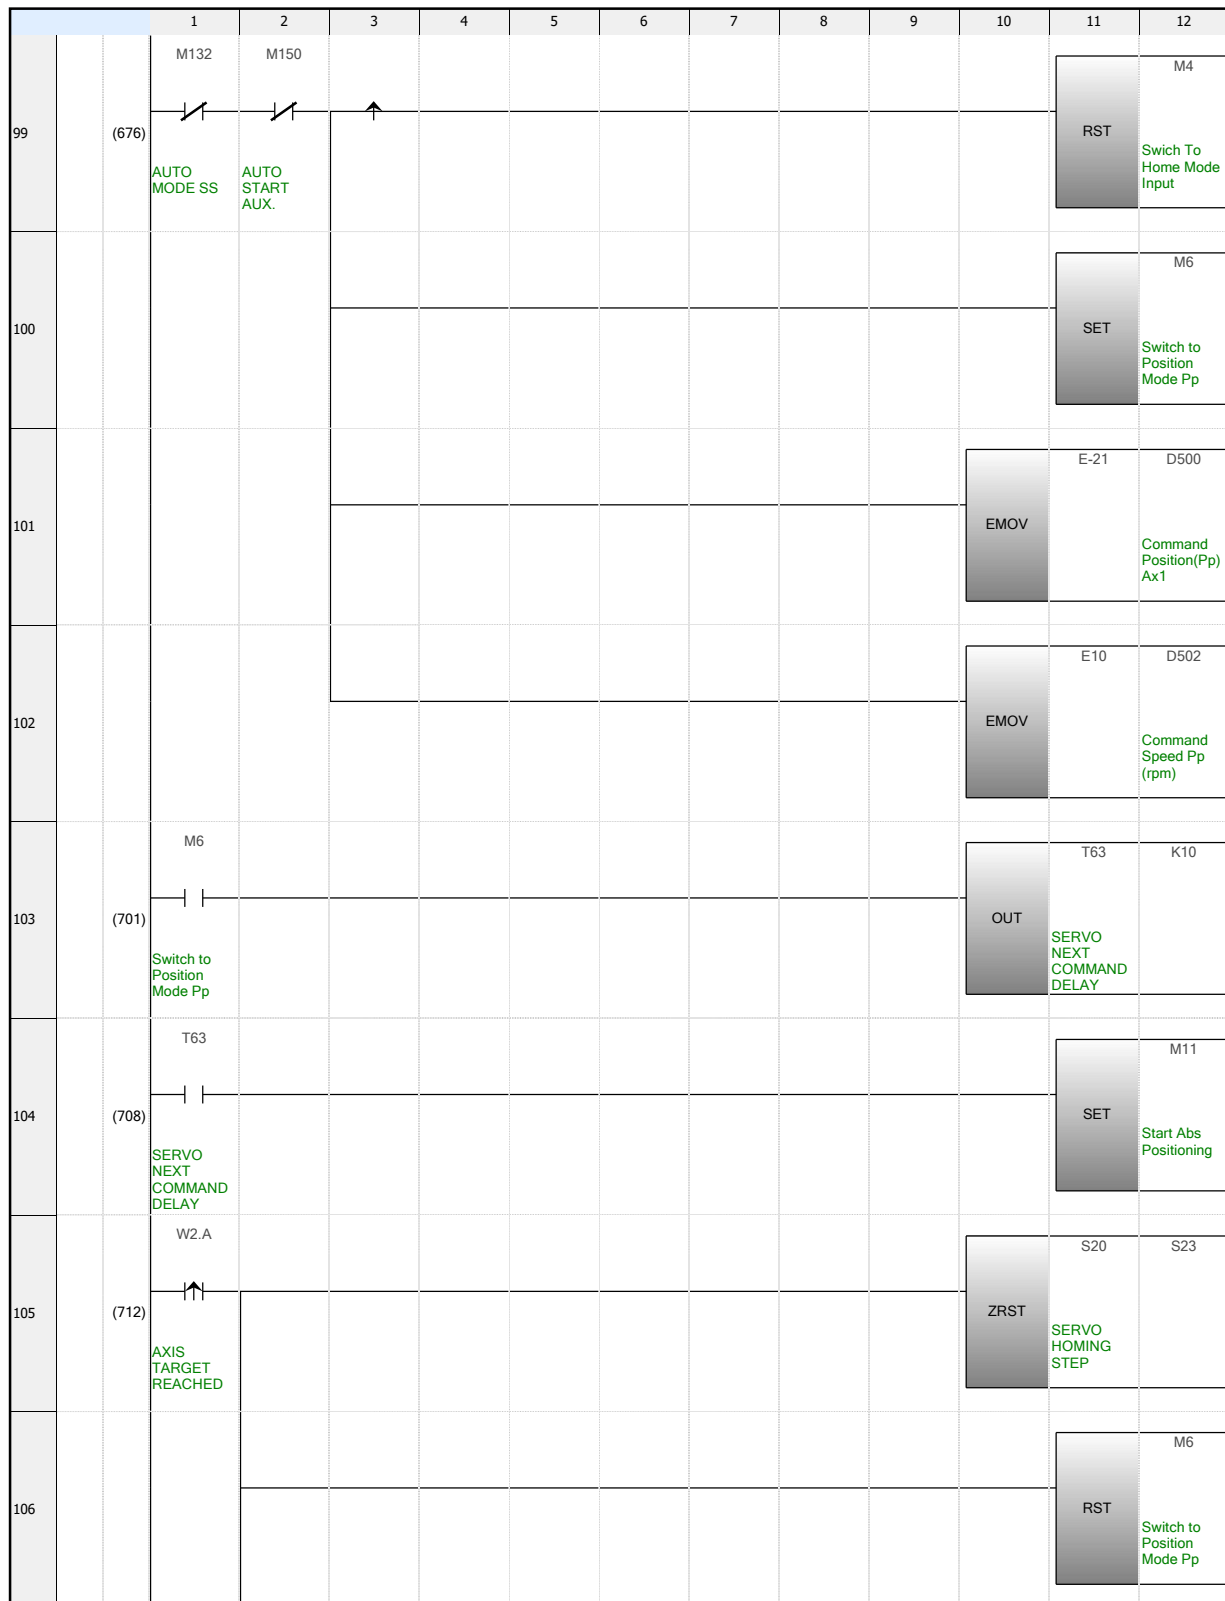 1 2 3 4 5 6 7 8 9 10 11 12
M132 M150 M4
99 (676) RST
AUTO
MODE SS
AUTO
START
AUX.
Swich To
Home Mode
Input
M6
100 SET
Switch to
Position
Mode Pp
E-21 D500
101 EMOV
Command
Position(Pp)
Ax1
E10 D502
102 EMOV
Command
Speed Pp
(rpm)
M6 T63 K10
103 (701) OUT
Switch to
Position
Mode Pp
SERVO
NEXT
COMMAND
DELAY
T63 M11
104 (708) SET
SERVO
NEXT
COMMAND
DELAY
Start Abs
Positioning
W2.A S20 S23
105 (712) ZRST
AXIS
TARGET
REACHED
SERVO
HOMING
STEP
M6
106 RST
Switch to
Position
Mode Pp